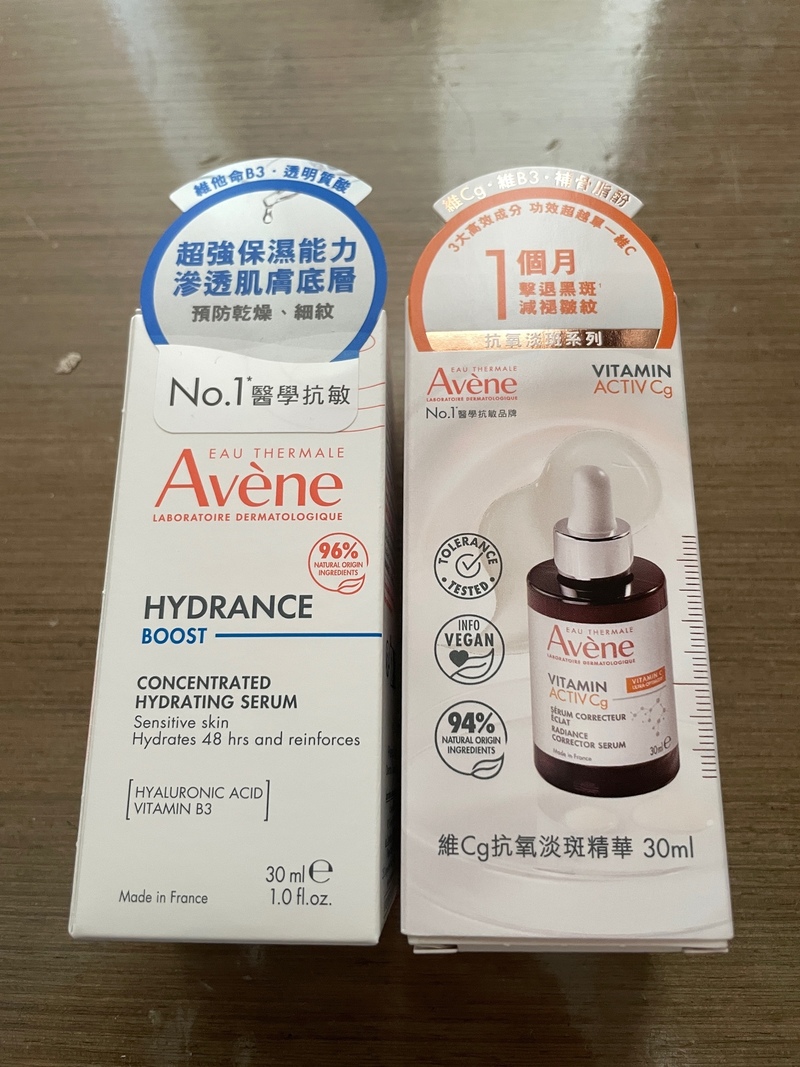 維他命B3・透明質酸
超強保濕能力
滲透肌膚底層
預防乾燥、細紋
No.1*醫學抗敏
EAU THERMALE
Avène
LABORATOIRE DERMATOLOGIQUE
96%
NATURAL ORIGIN
INGREDIENTS
HYDRANCE
BOOST
CONCENTRATED
HYDRATING SERUM
Sensitive skin
Hydrates 48 hrs and reinforces
[HYALURONIC ACID
VITAMIN B3]
30 ml e
Made in France
1.0 fl.oz.
維Cg・維B3・補骨脂酚
3大高效成分 功效超越單一維C
1個月
擊退黑斑¹
減褪皺紋
抗氧淡斑系列
EAU THERMALE
Avène
LABORATOIRE DERMATOLOGIQUE
No.1*醫學抗敏品牌
VITAMIN
ACTIV Cg
TOLERANCE
• TESTED •
INFO
VEGAN
94%
NATURAL ORIGIN
INGREDIENTS
EAU THERMALE
Avène
LABORATOIRE DERMATOLOGIQUE
VITAMIN
ACTIV Cg
VITAMIN C
SÉRUM CORRECTEUR
ÉCLAT
RADIANCE
CORRECTOR SERUM
Made in France
30ml e
維Cg抗氧淡斑精華 30ml